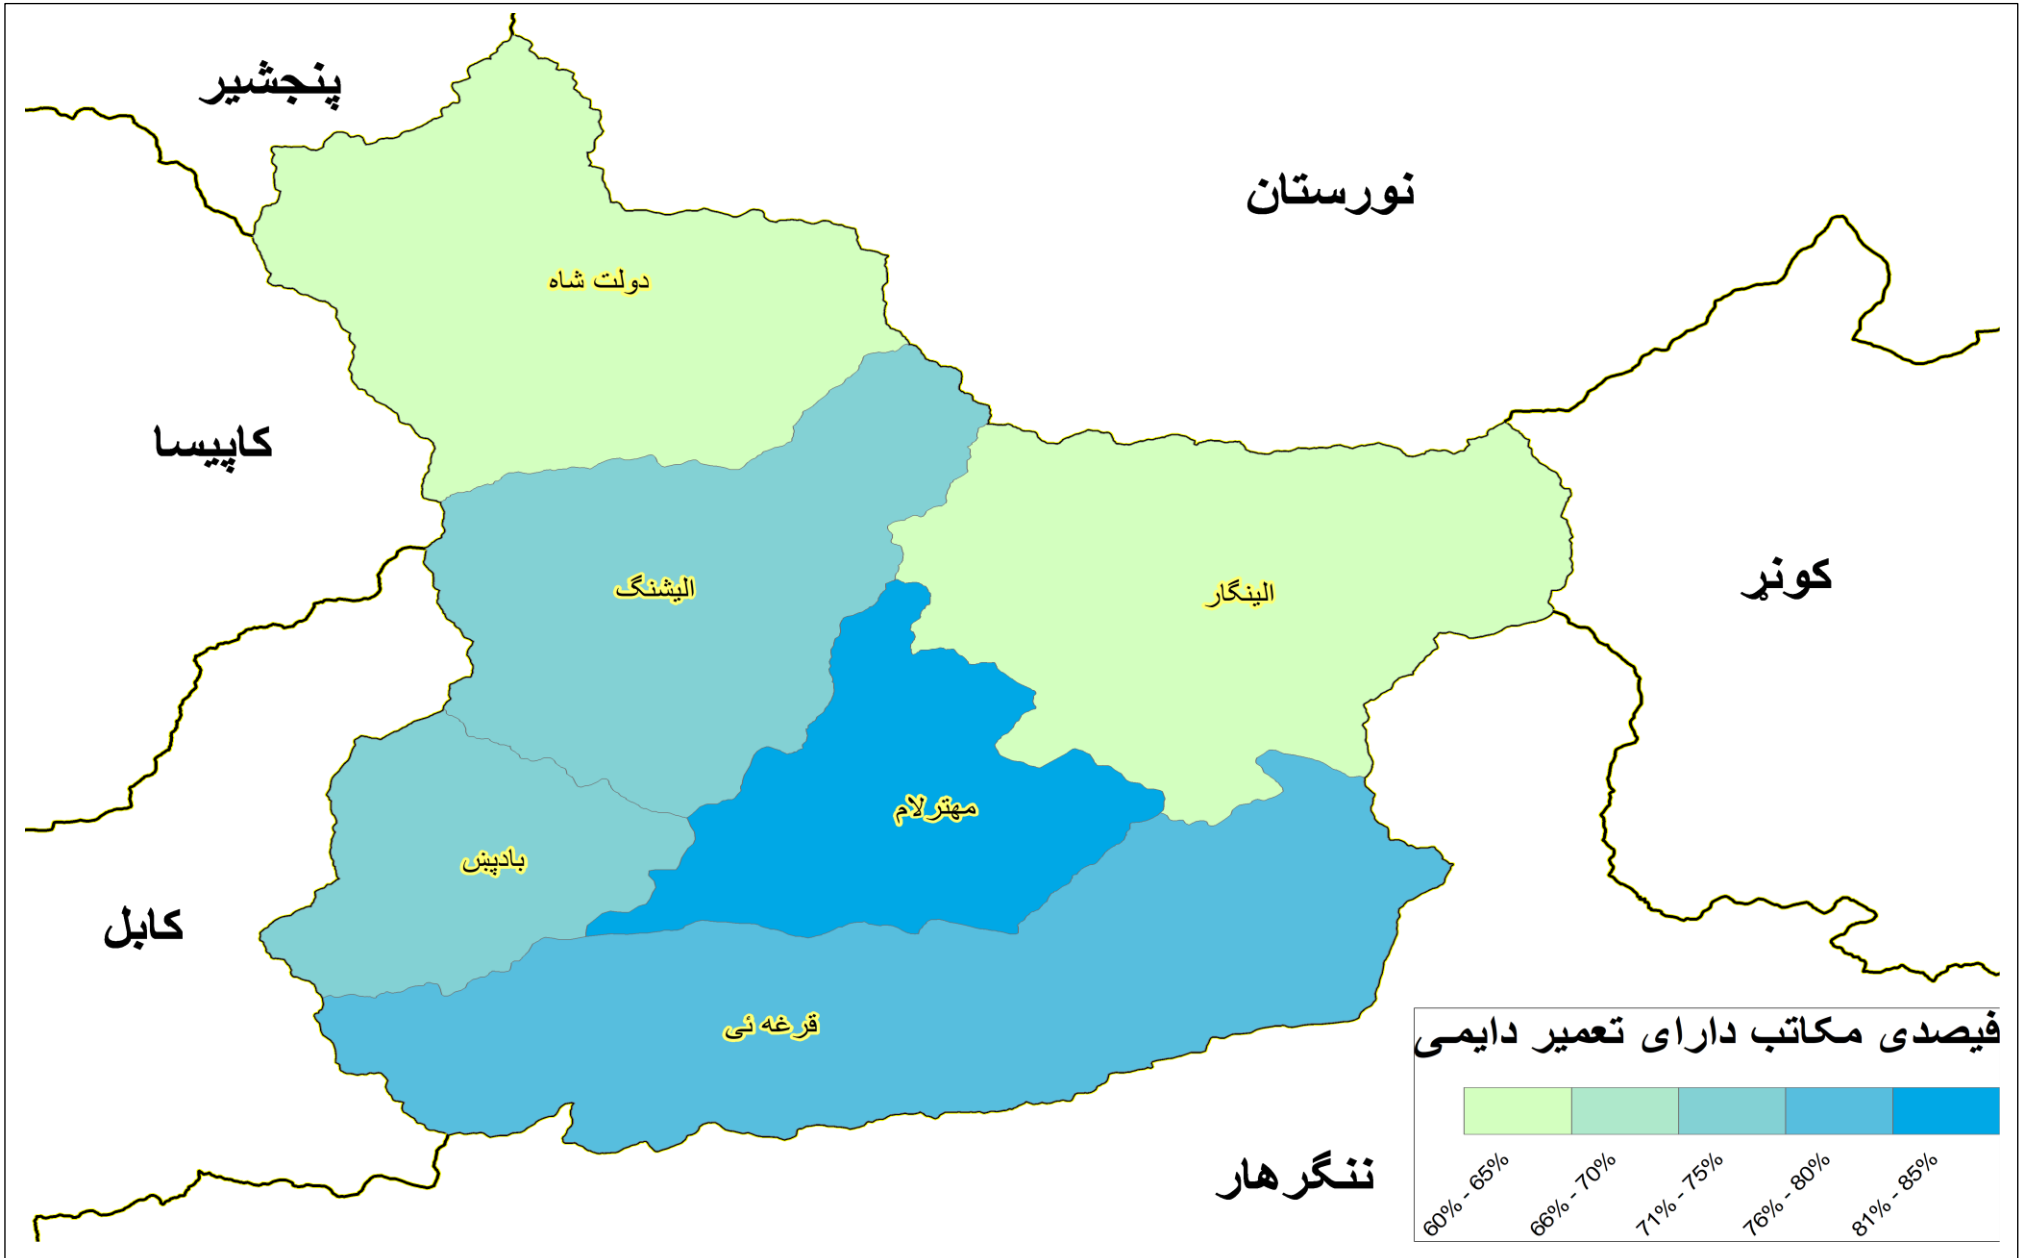 پنجشیر
نورستان
دولت شاه
کاپیسا
کونړ
الیشنگ
الینگار
مهترلام
بادپښ
کابل
قرغه ئی
ننگرهار
فیصدی مکاتب دارای تعمیر دایمی
60% - 65%
66% - 70%
71% - 75%
76% - 80%
81% - 85%